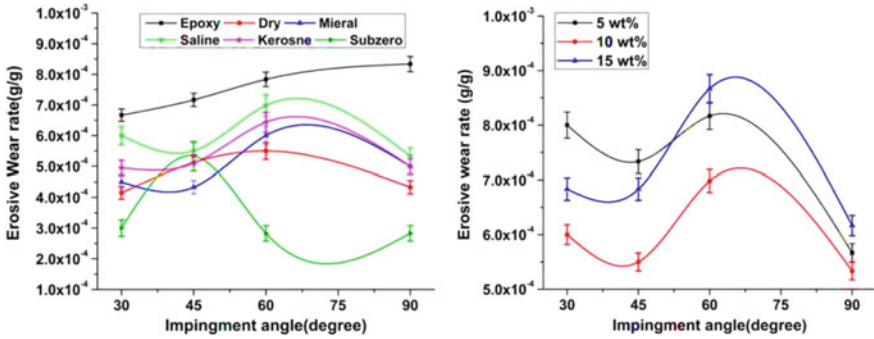 Epoxy Dry Mieral
Saline Kerosne Subzero
1.0x10⁻³
9.0x10⁻⁴
8.0x10⁻⁴
7.0x10⁻⁴
6.0x10⁻⁴
5.0x10⁻⁴
4.0x10⁻⁴
3.0x10⁻⁴
2.0x10⁻⁴
1.0x10⁻⁴
Erosive Wear rate(g/g)
30 45 60 75 90
Impingment angle(degree)
5 wt%
10 wt%
15 wt%
1.0x10⁻³
9.0x10⁻⁴
8.0x10⁻⁴
7.0x10⁻⁴
6.0x10⁻⁴
5.0x10⁻⁴
Erosive wear rate (g/g)
30 45 60 75 90
Impingment angle(degree)